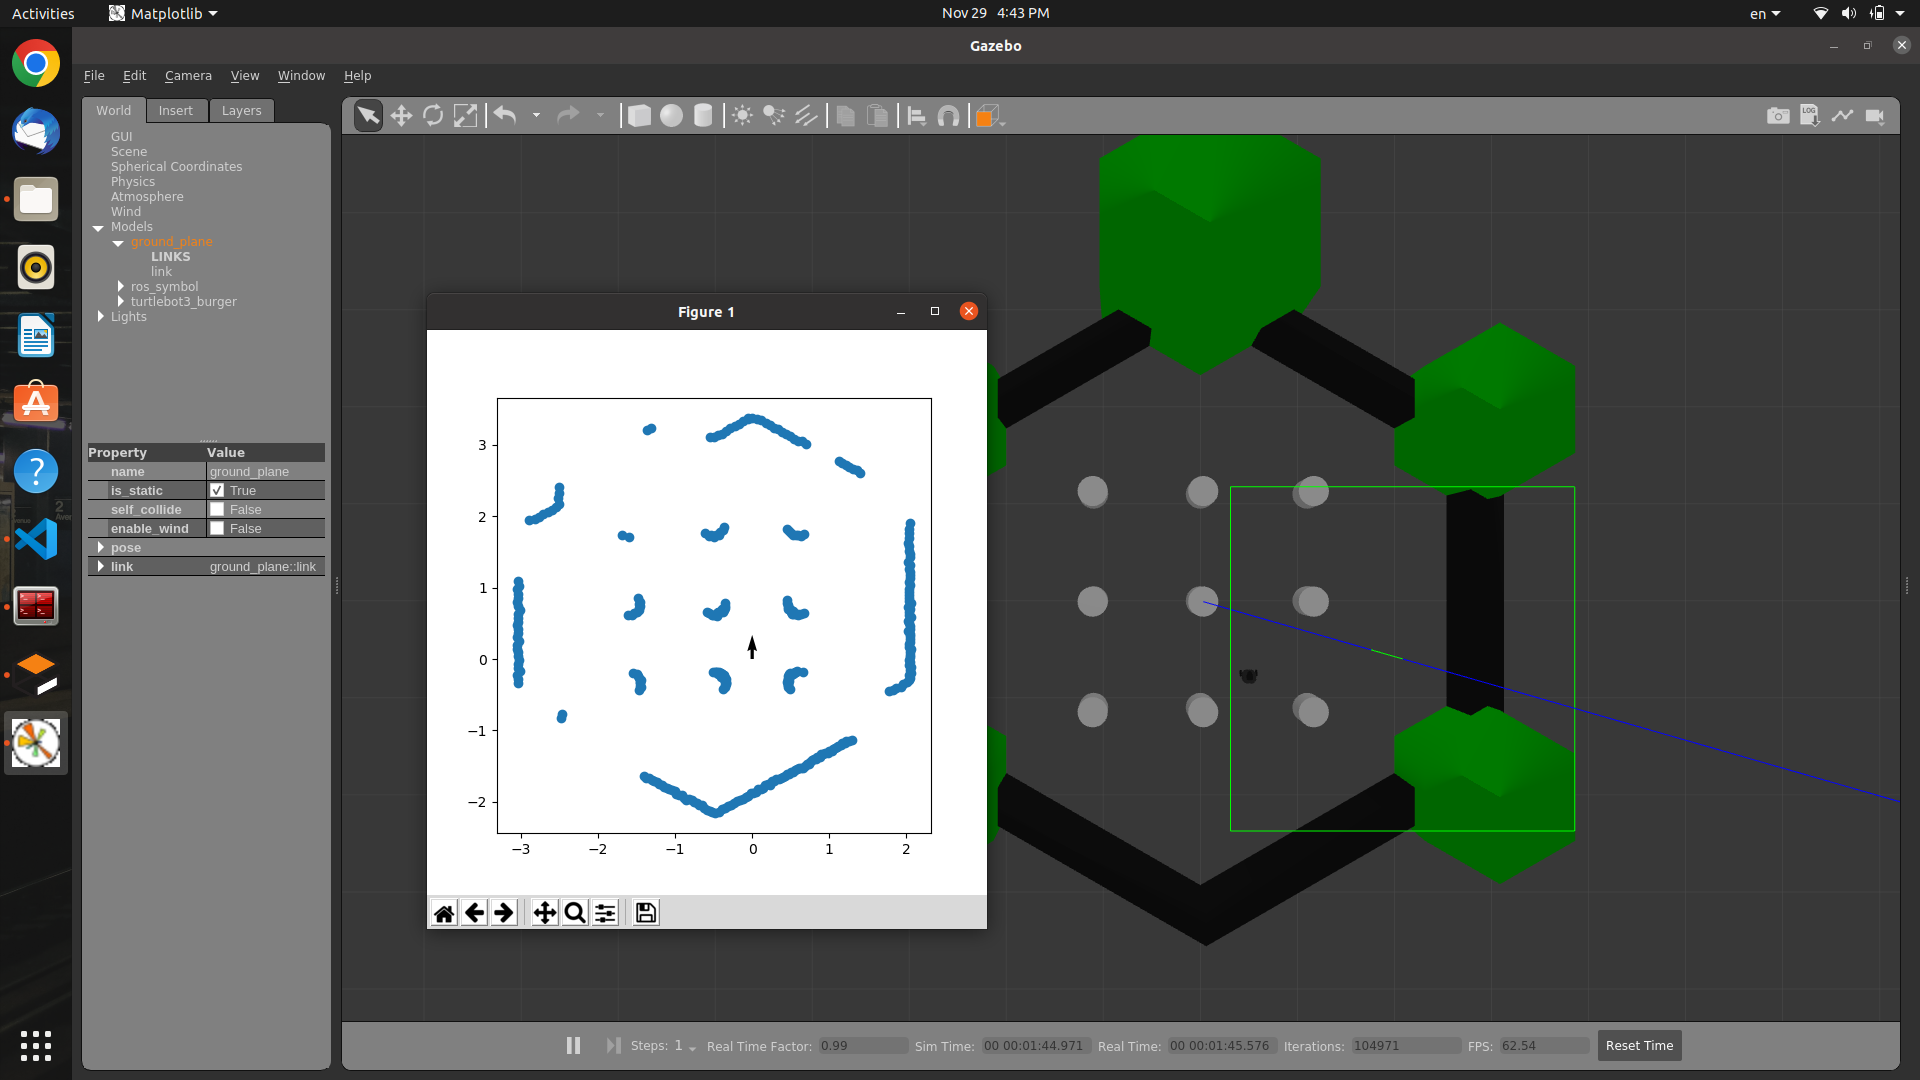 Activities Matplotlib Nov 29 4:43 PM en
Gazebo
File Edit Camera View Window Help
World Insert Layers
GUI
Scene
Spherical Coordinates
Physics
Atmosphere
Wind
Models
ground_plane
LINKS
link
ros_symbol
turtlebot3_burger
Lights
Property Value
name ground_plane
is_static True
self_collide False
enable_wind False
pose
link ground_plane::link
LOG
Figure 1
3
2
1
0
−1
−2
−3 −2 −1 0 1 2
Steps: 1 Real Time Factor: 0.99 Sim Time: 00 00:01:44.971 Real Time: 00 00:01:45.576 Iterations: 104971 FPS: 62.54 Reset Time